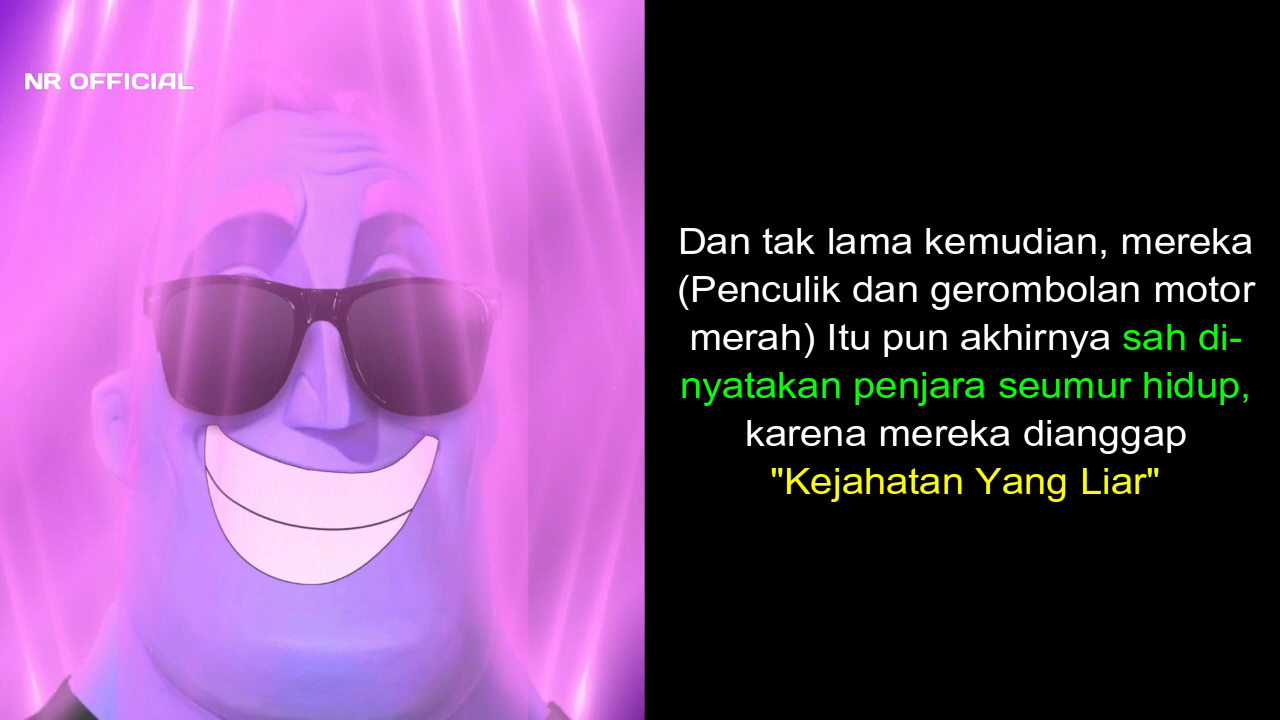 NR OFFICIAL
Dan tak lama kemudian, mereka
(Penculik dan gerombolan motor
merah) Itu pun akhirnya sah di-
nyatakan penjara seumur hidup,
karena mereka dianggap
"Kejahatan Yang Liar"